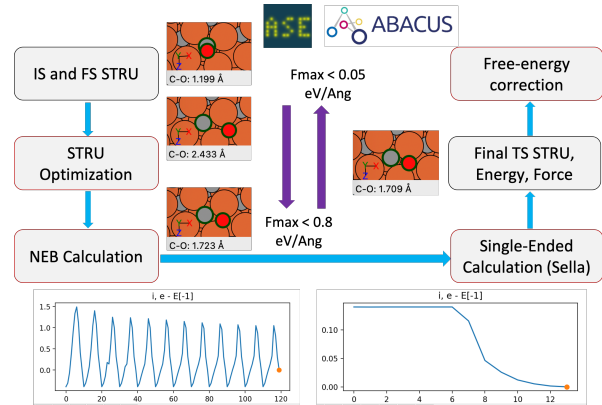 ASE
ABACUS
IS and FS STRU
Y X
Z
C-O: 1.199 Å
Fmax < 0.05
eV/Ang
Free-energy
correction
STRU
Optimization
Y X
Z
C-O: 2.433 Å
Y X
Z
C-O: 1.709 Å
Final TS STRU,
Energy, Force
NEB Calculation
Y X
Z
C-O: 1.723 Å
Fmax < 0.8
eV/Ang
Single-Ended
Calculation (Sella)
i, e - E[-1]
1.5
1.0
0.5
0.0
0 20 40 60 80 100 120
i, e - E[-1]
0.10
0.05
0.00
0 2 4 6 8 10 12